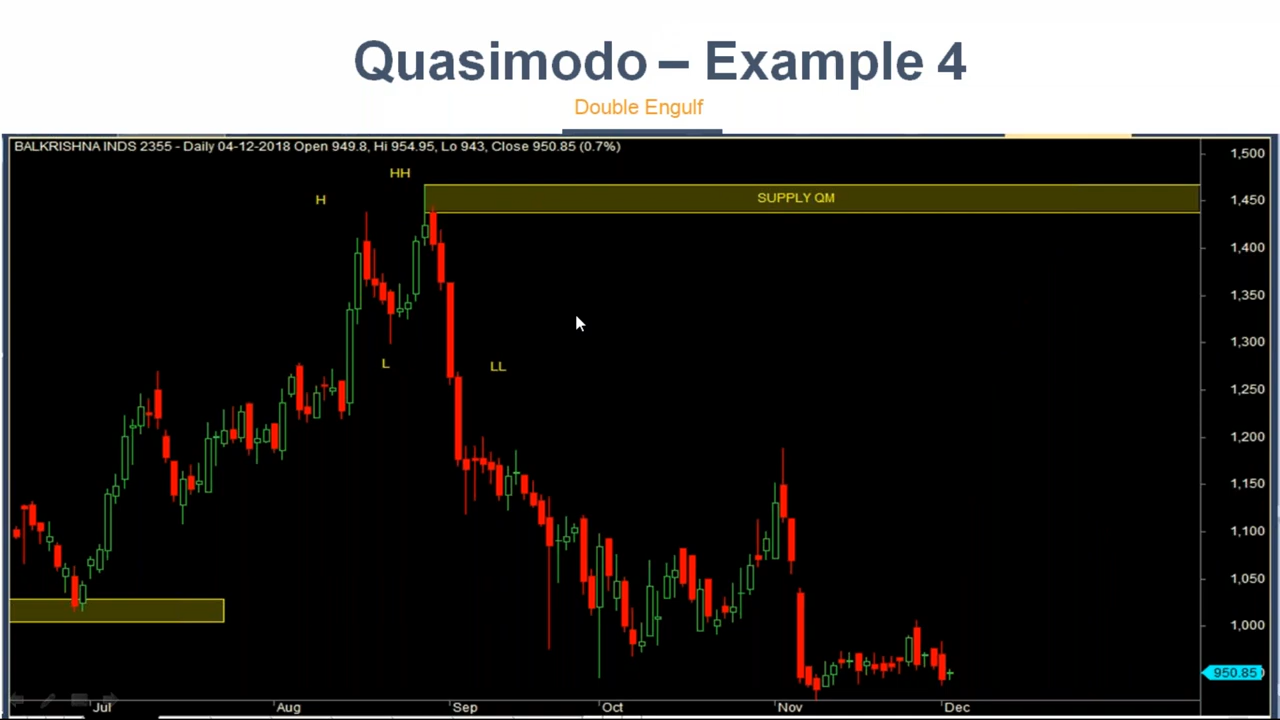 Quasimodo – Example 4
Double Engulf
BALKRISHNA INDS 2355 - Daily 04-12-2018 Open 949.8, Hi 954.95, Lo 943, Close 950.85 (0.7%)
1,500
HH
H
SUPPLY QM
1,450
1,400
1,350
1,300
L
LL
1,250
1,200
1,150
1,100
1,050
1,000
950.85
Jul
Aug
Sep
Oct
Nov
Dec